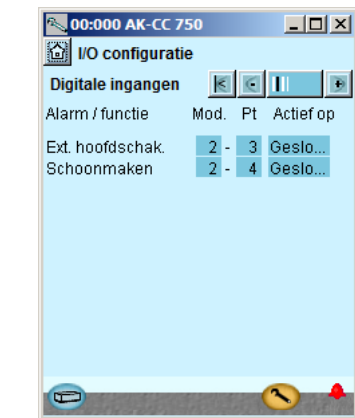 00:000 AK-CC 750
I/O configuratie
Digitale ingangen
Alarm / functie Mod. Pt Actief op
Ext. hoofdschak. 2 - 3 Geslo...
Schoonmaken 2 - 4 Geslo...